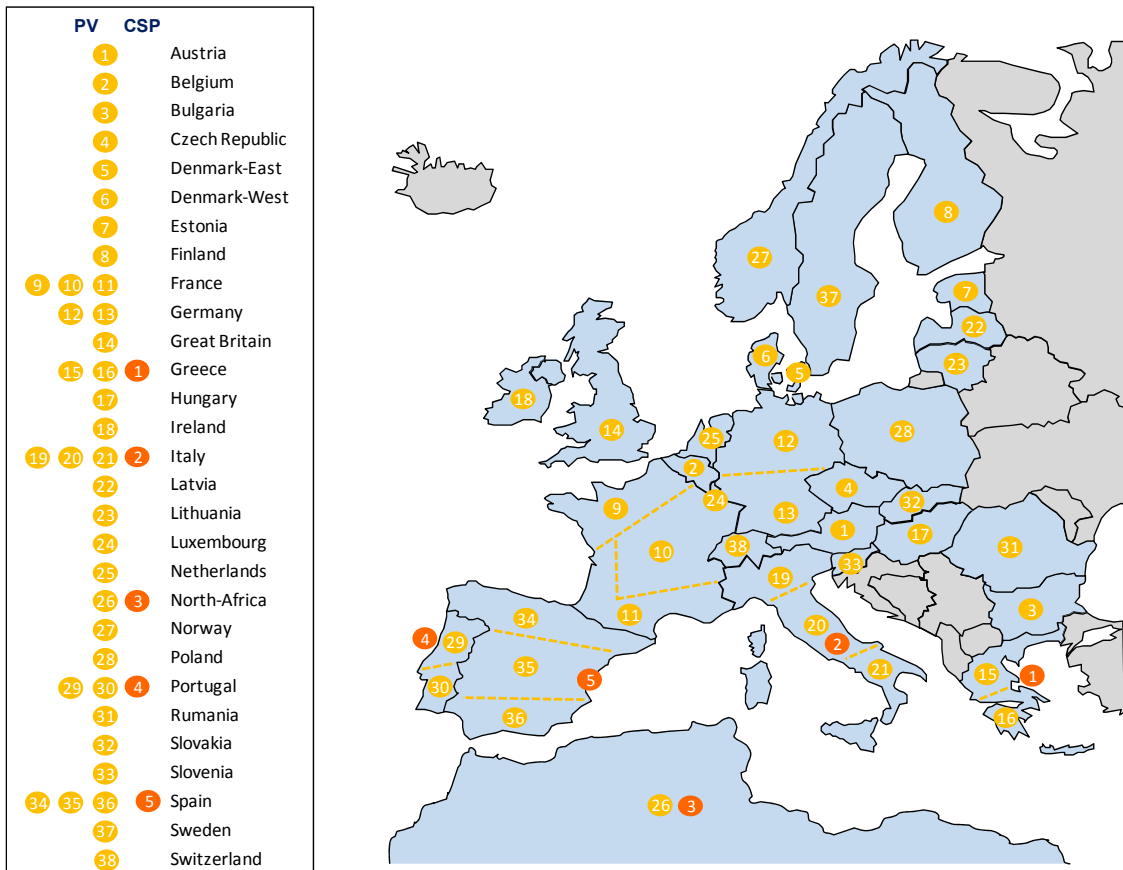 PV CSP
1 Austria
2 Belgium
3 Bulgaria
4 Czech Republic
5 Denmark-East
6 Denmark-West
7 Estonia
8 Finland
9 10 11 France
12 13 Germany
14 Great Britain
15 16 1 Greece
17 Hungary
18 Ireland
19 20 21 2 Italy
22 Latvia
23 Lithuania
24 Luxembourg
25 Netherlands
26 3 North-Africa
27 Norway
28 Poland
29 30 4 Portugal
31 Rumania
32 Slovakia
33 Slovenia
34 35 36 5 Spain
37 Sweden
38 Switzerland
8
27
37
7
22
6
23
5
18
14
25
12
28
2
4
24
32
9
13
1
17
10
38
31
33
19
3
34
11
20
4
29
2
35
21
15
1
5
30
36
16
26 3